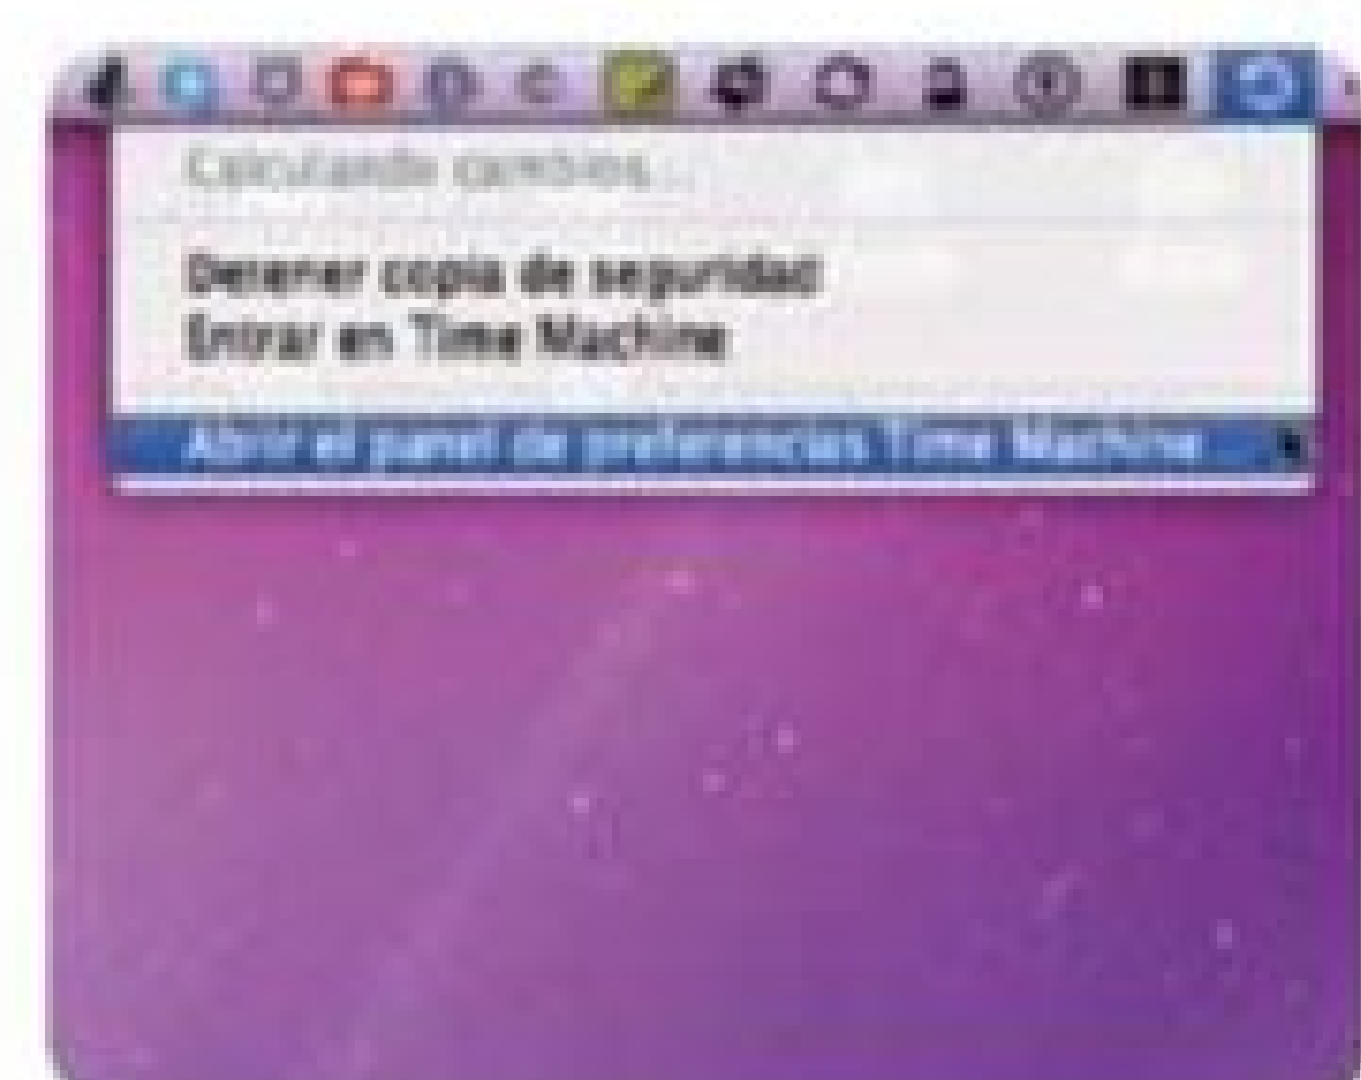 Calculando cambios...
Detener copia de seguridad
Entrar en Time Machine
Abrir el panel de preferencias Time Machine